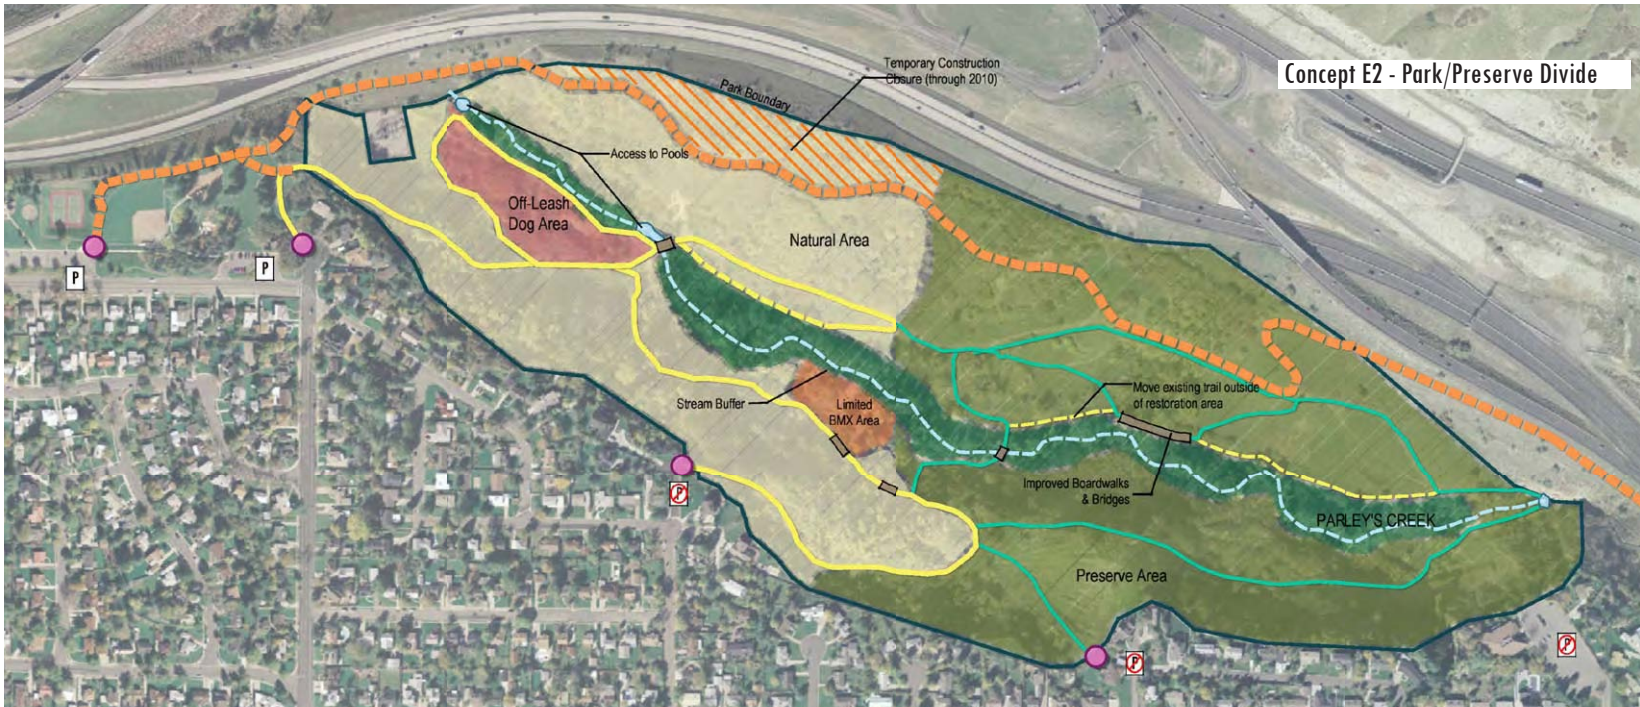 Concept E2 - Park/Preserve Divide
Temporary Construction
Closure (through 2010)
Park Boundary
Access to Pools
Off-Leash
Dog Area
Natural Area
P
P
Stream Buffer
Limited
BMX Area
Move existing trail outside
of restoration area
Improved Boardwalks
& Bridges
P
PARLEY'S CREEK
Preserve Area
P
P